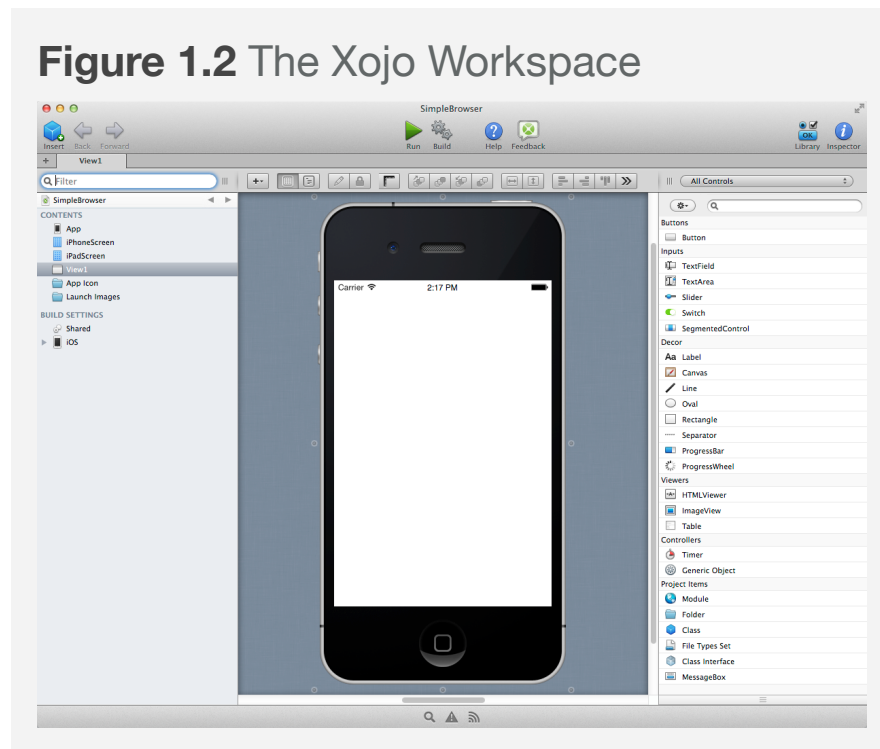 Figure 1.2 The Xojo Workspace
SimpleBrowser
Insert Back Forward
Run Build Help Feedback
Library Inspector
+ View1
Filter
All Controls
SimpleBrowser
CONTENTS
App
iPhoneScreen
iPadScreen
View1
App Icon
Launch Images
BUILD SETTINGS
Shared
iOS
Carrier 2:17 PM
Buttons
Button
Inputs
TextField
TextArea
Slider
Switch
SegmentedControl
Decor
Aa Label
Canvas
Line
Oval
Rectangle
Separator
ProgressBar
ProgressWheel
Viewers
HTMLViewer
ImageView
Table
Controllers
Timer
Generic Object
Project Items
Module
Folder
Class
File Types Set
Class Interface
MessageBox